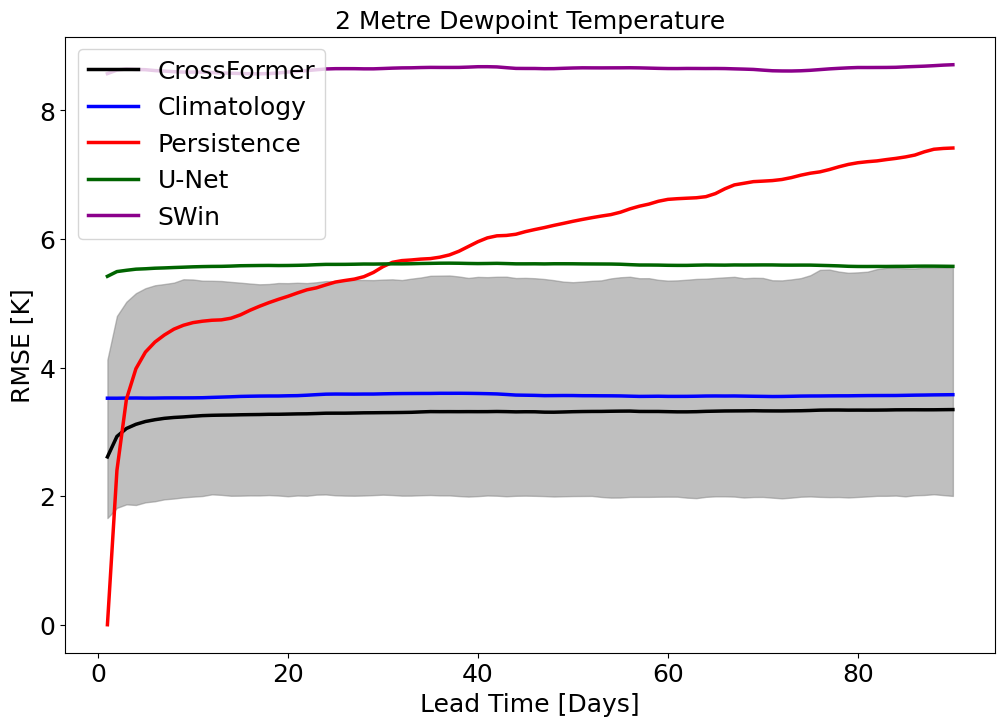 2 Metre Dewpoint Temperature
CrossFormer
Climatology
Persistence
U-Net
SWin
RMSE [K]
8
6
4
2
0
0 20 40 60 80
Lead Time [Days]